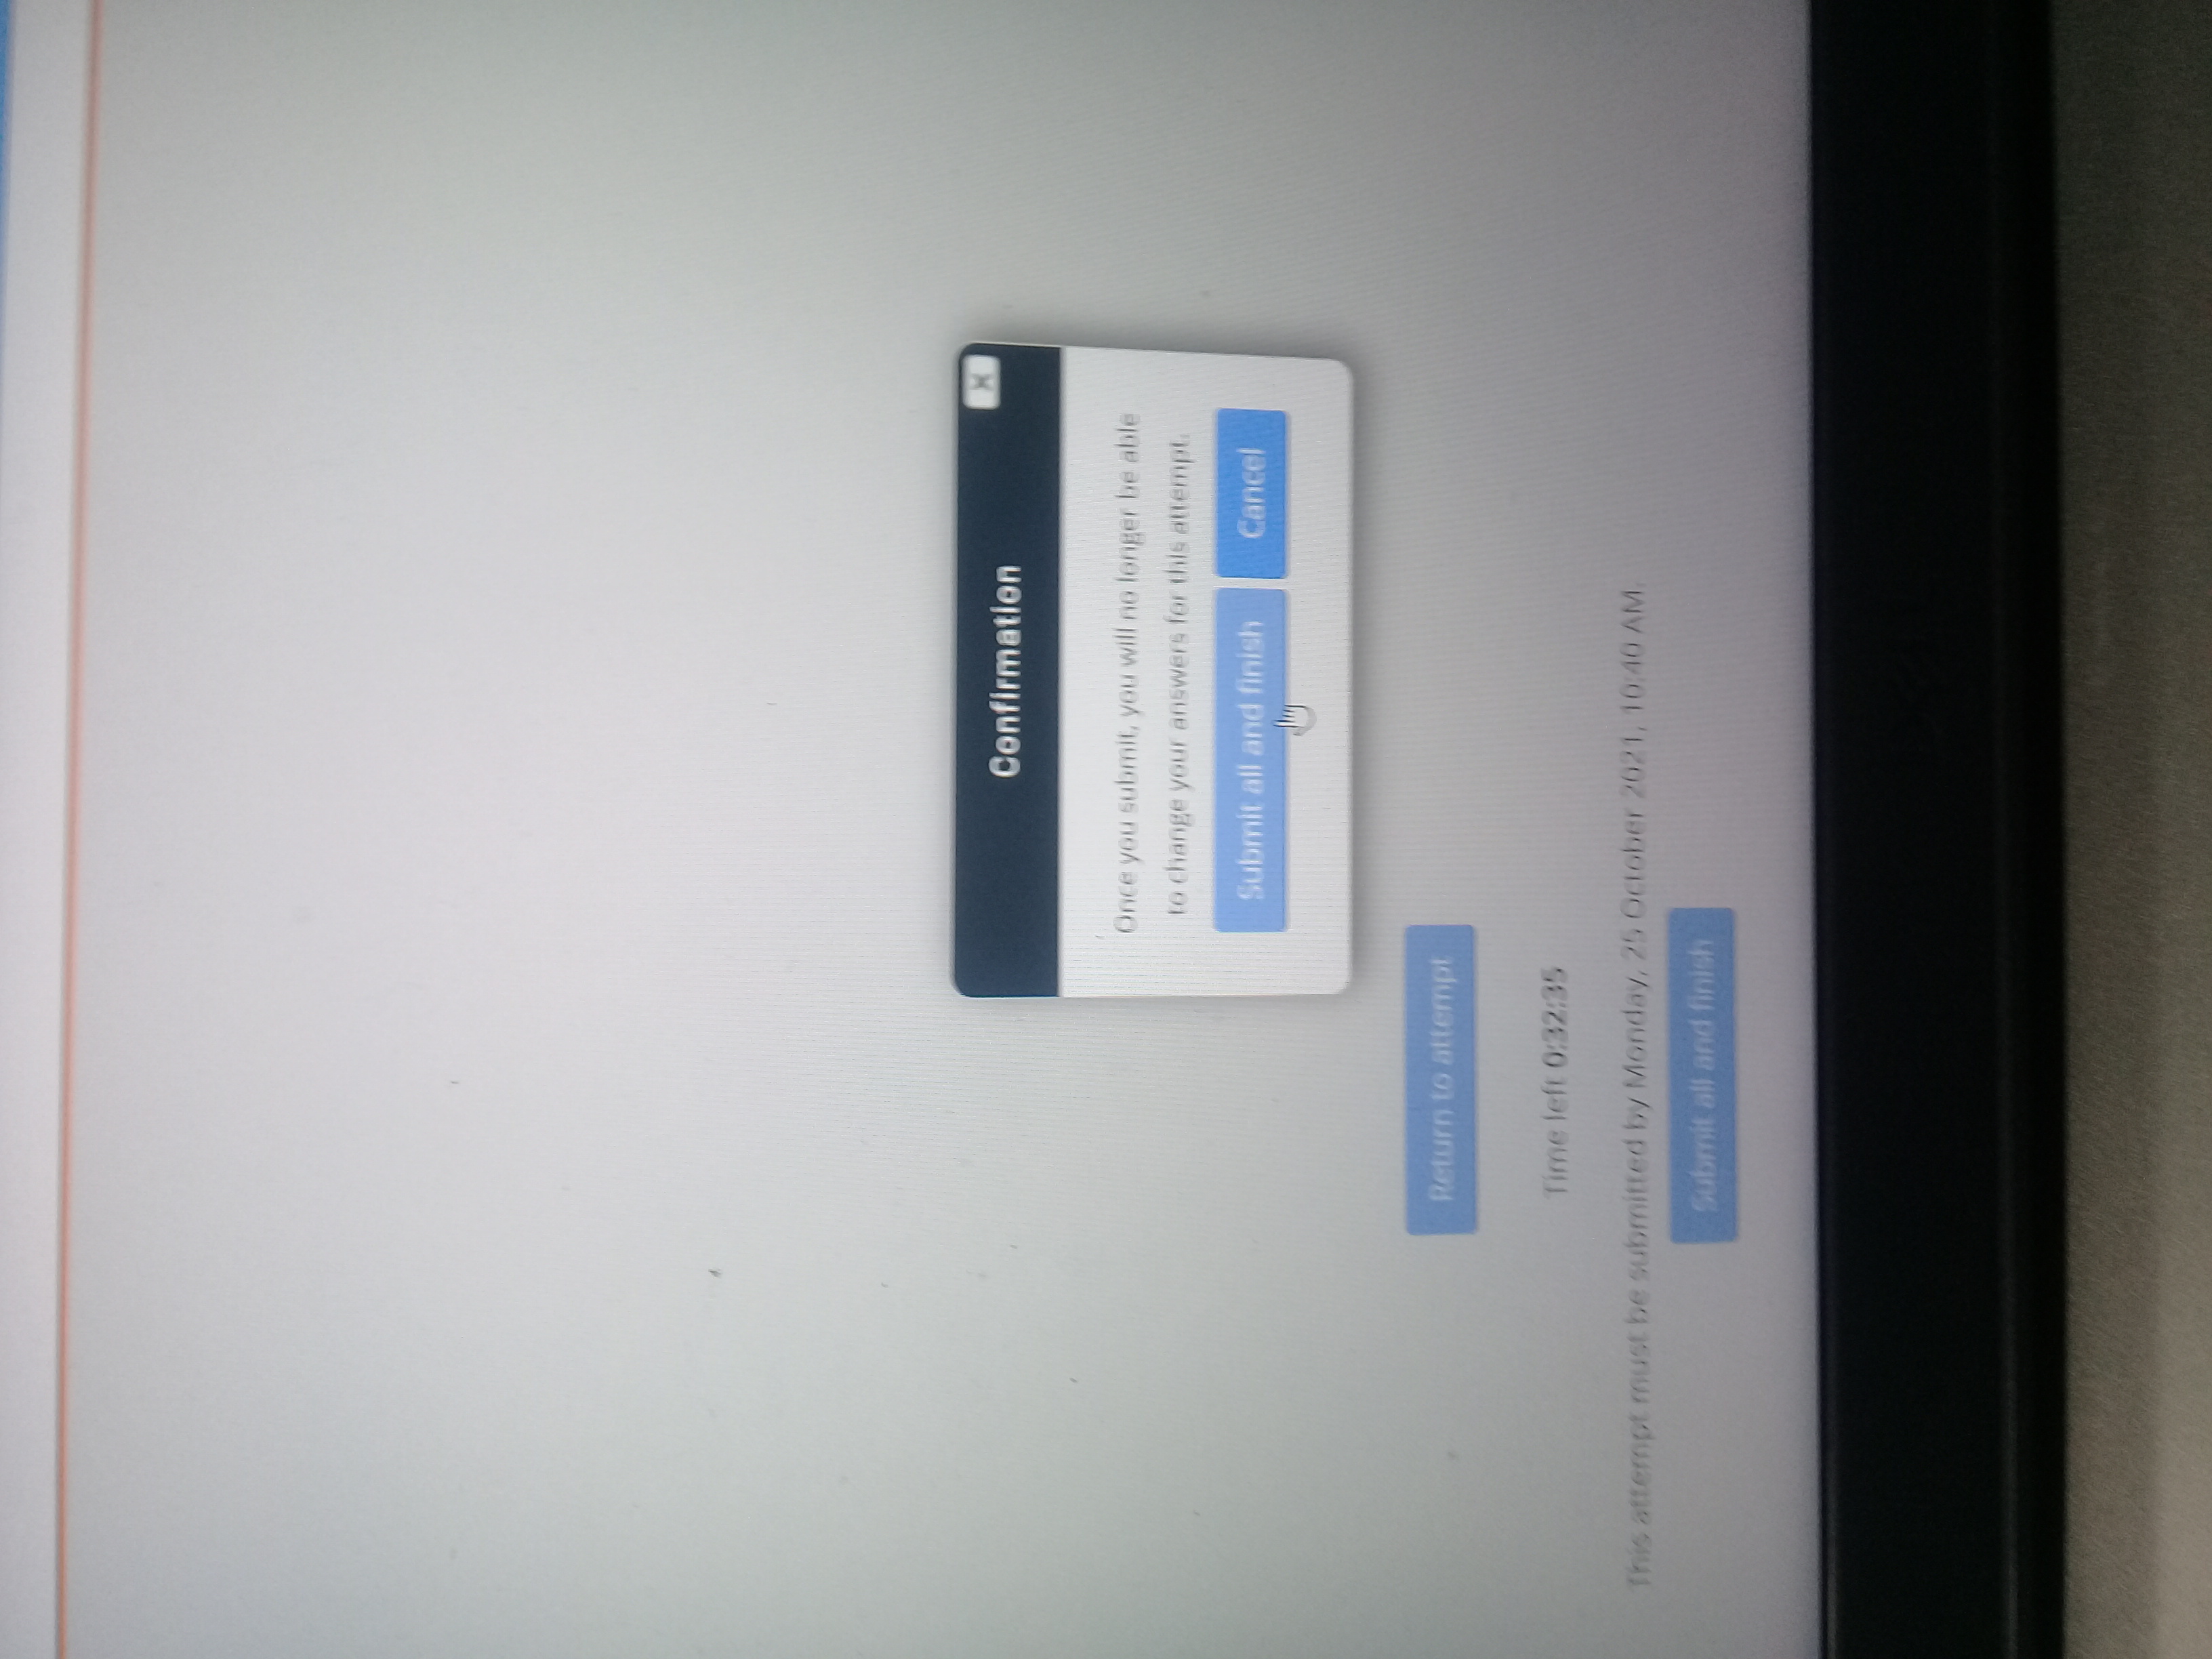 Confirmation
X
Once you submit, you will no longer be able
to change your answers for this attempt.
Submit all and finish
Cancel
Return to attempt
Time left 0:32:35
This attempt must be submitted by Monday, 25 October 2021, 10:40 AM.
Submit all and finish